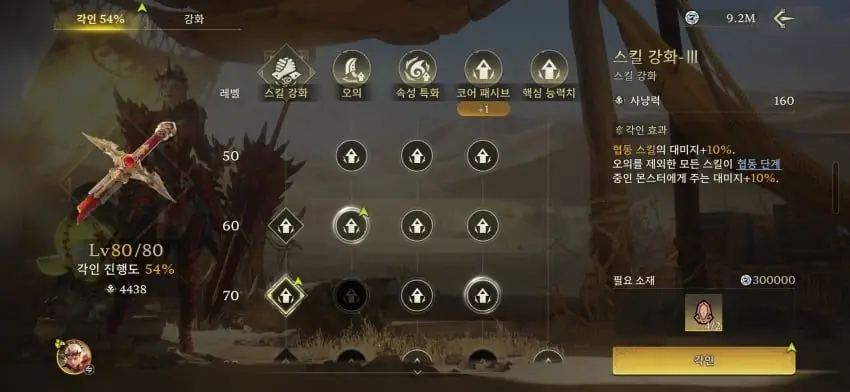 각인 54%
강화
9.2M
레벨
스킬 강화
오의
속성 특화
코어 패시브
핵심 능력치
+1
50
60
70
Lv80/80
각인 진행도 54%
4438
스킬 강화-Ⅲ
스킬 강화
사냥력 160
각인 효과
협동 스킬의 대미지+10%.
오의를 제외한 모든 스킬이 협동 단계
중인 몬스터에게 주는 대미지+10%.
필요 소재 300000
4/2
각인